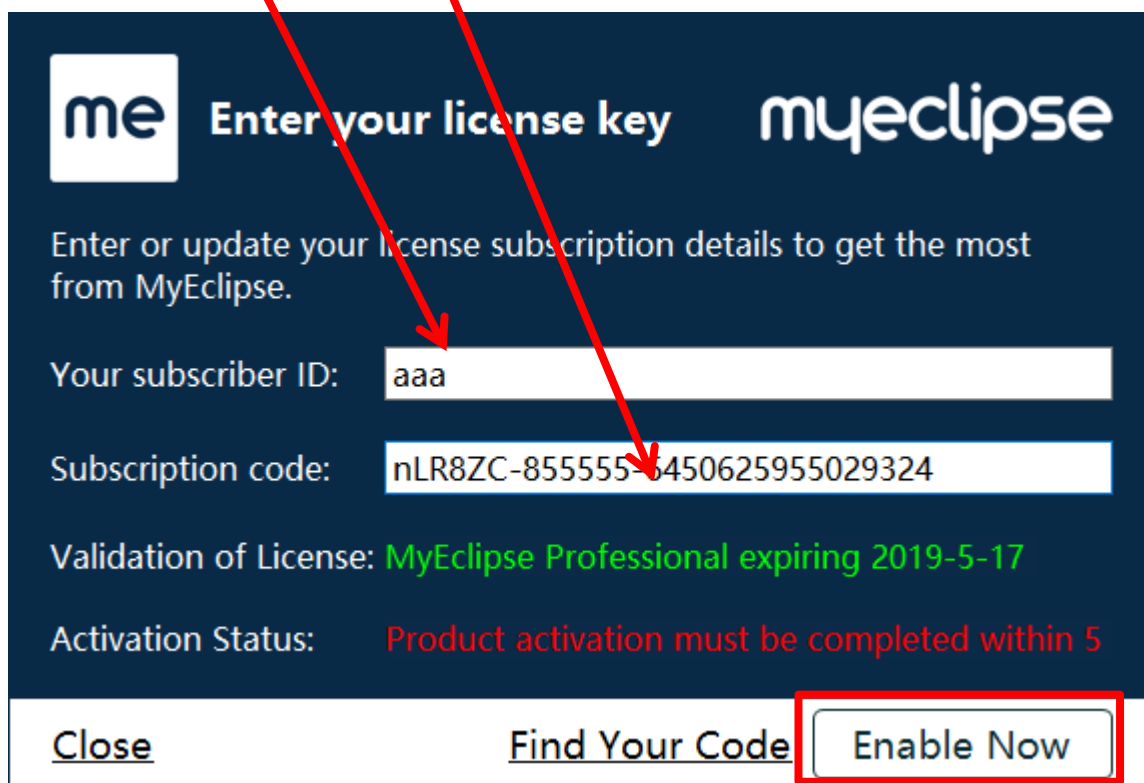 me Enter your license key myeclipse
Enter or update your license subscription details to get the most
from MyEclipse.
Your subscriber ID: aaa
Subscription code: nLR8ZC-855555-6450625955029324
Validation of License: MyEclipse Professional expiring 2019-5-17
Activation Status: Product activation must be completed within 5
Close Find Your Code Enable Now